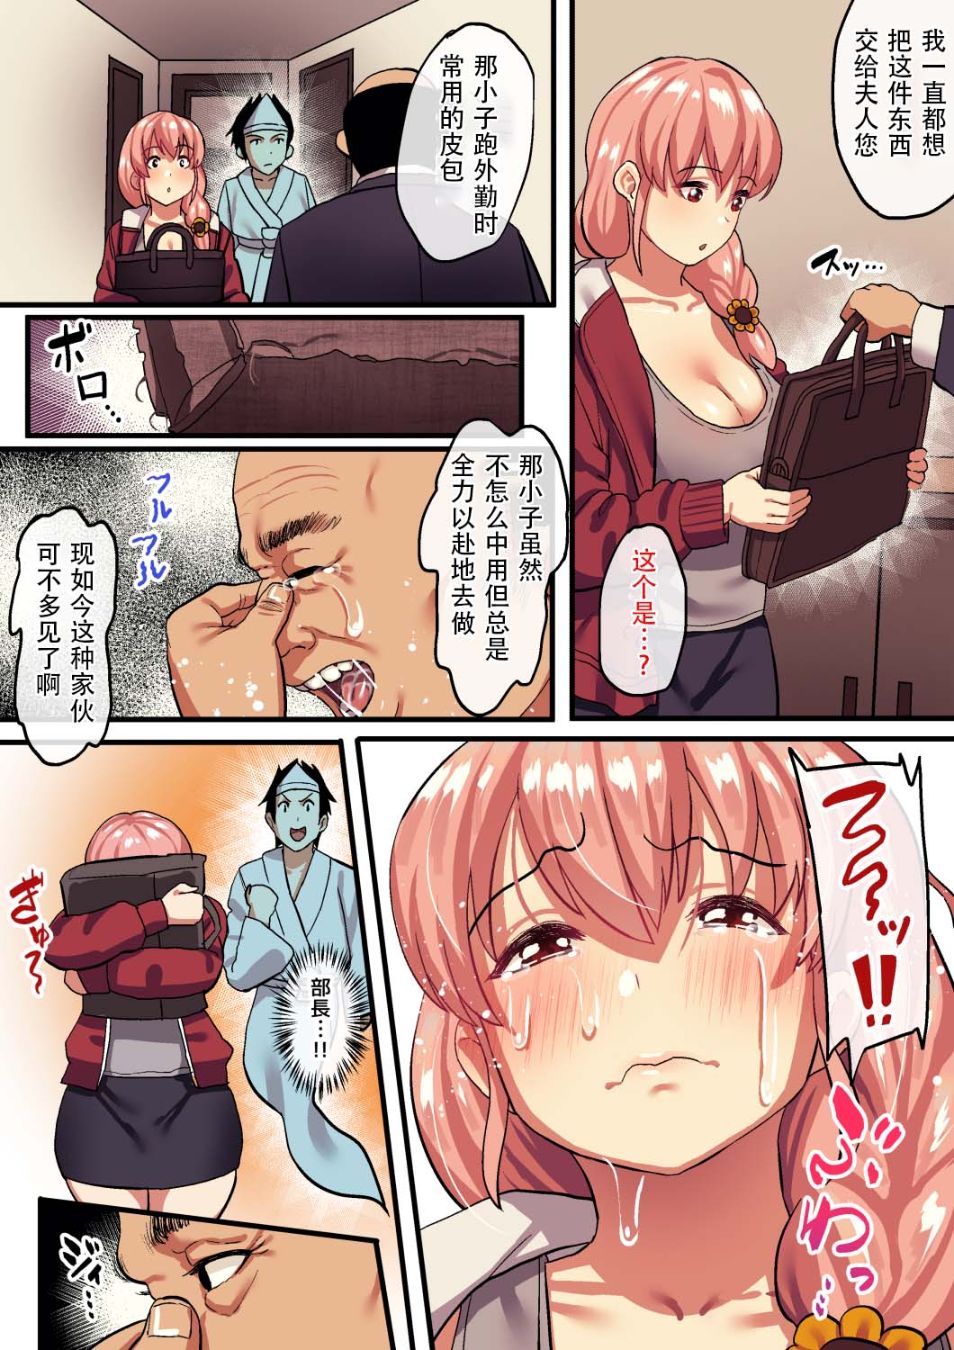 我一直都想
把这件东西
交给夫人您
スッ…
这个是…?
那小子跑外勤时
常用的皮包
ボロ…
那小子虽然
不怎么中用但总是
全力以赴地去做
フルフル
现如今这种家伙
可不多见了啊
うう〜ッ!!
ぶわっ
部長…!!
ぎゅ〜
ジィ…